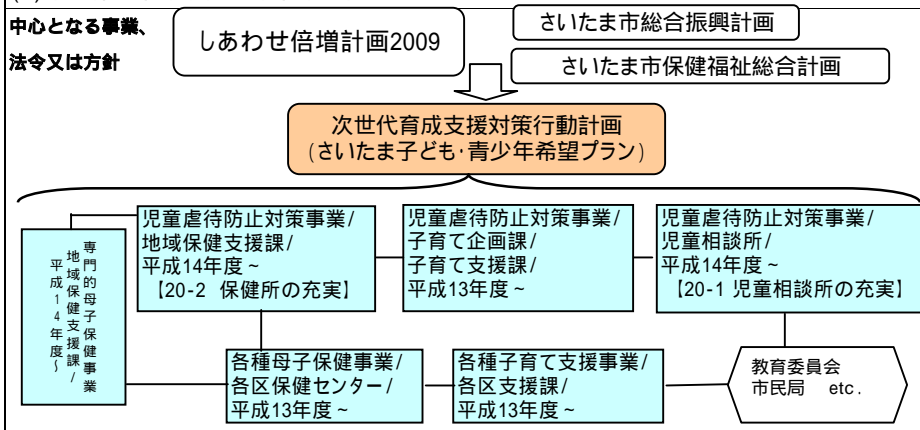 中心となる事業、
法令又は方針
しあわせ倍増計画2009
さいたま市総合振興計画
さいたま市保健福祉総合計画
次世代育成支援対策行動計画
(さいたま子ども・青少年希望プラン)
専門的母子保健事業
地域保健支援課/
平成14年度~
児童虐待防止対策事業/
地域保健支援課/
平成14年度~
【20-2 保健所の充実】
児童虐待防止対策事業/
子育て企画課/
子育て支援課/
平成13年度~
児童虐待防止対策事業/
児童相談所/
平成14年度~
【20-1 児童相談所の充実】
各種母子保健事業/
各区保健センター/
平成13年度~
各種子育て支援事業/
各区支援課/
平成13年度~
教育委員会
市民局 etc.